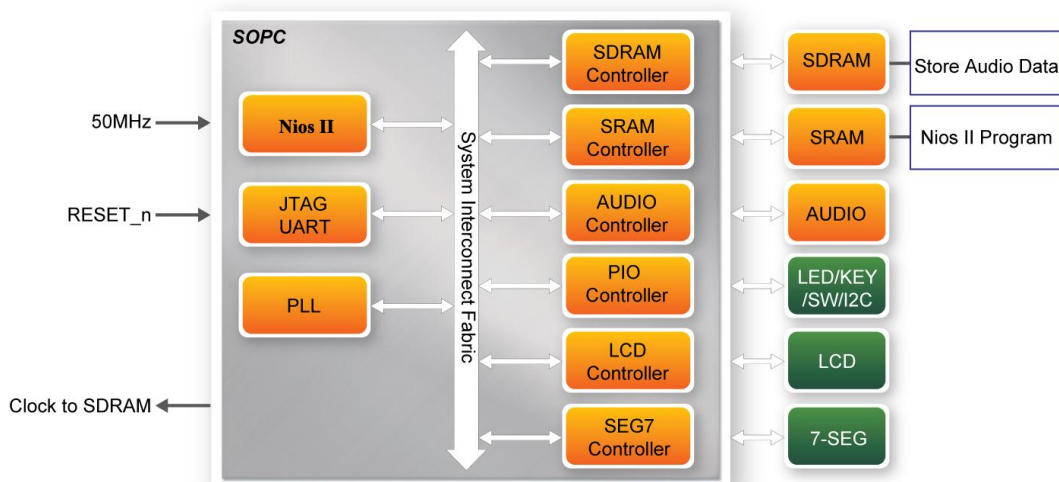 SOPC
50MHz
RESET_n
Clock to SDRAM
Nios II
JTAG
UART
PLL
System Interconnect Fabric
SDRAM
Controller
SRAM
Controller
AUDIO
Controller
PIO
Controller
LCD
Controller
SEG7
Controller
SDRAM
SRAM
AUDIO
LED/KEY
/SW/I2C
LCD
7-SEG
Store Audio Data
Nios II Program